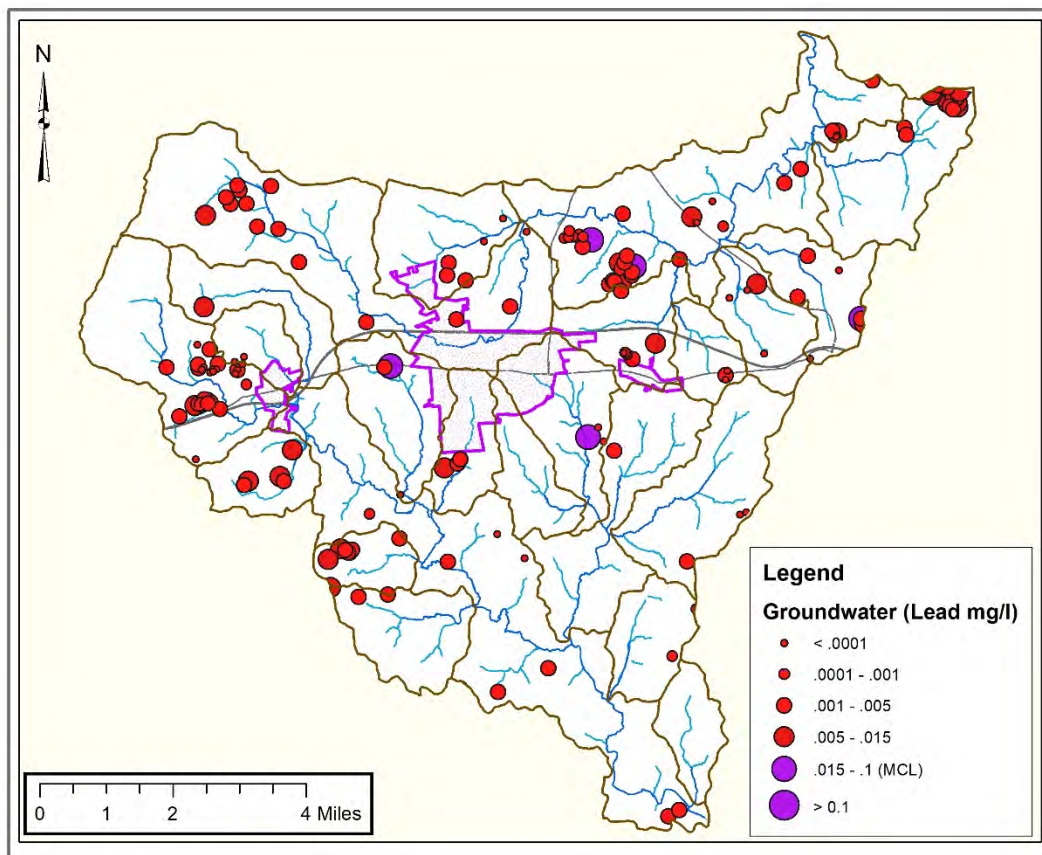 N
Legend
Groundwater (Lead mg/l)
< .0001
.0001 - .001
.001 - .005
.005 - .015
.015 - .1 (MCL)
> 0.1
0 1 2 4 Miles